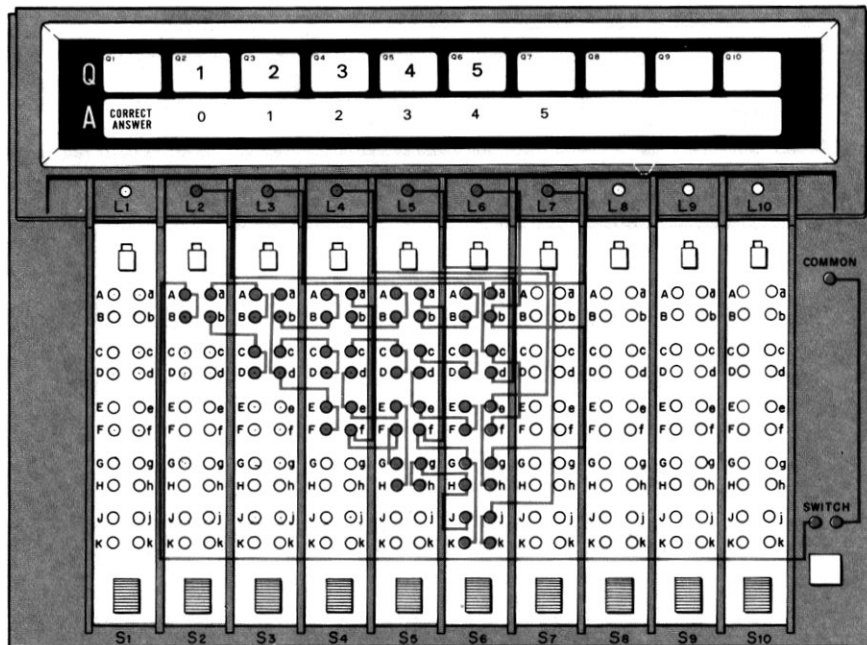 Q Q1 Q2 1 Q3 2 Q4 3 Q5 4 Q6 5 Q7 Q8 Q9 Q10
A CORRECT ANSWER 0 1 2 3 4 5
L1 L2 L3 L4 L5 L6 L7 L8 L9 L10
COMMON
A a A a A a A a A a A a A a A a A a A a
B b B b B b B b B b B b B b B b B b B b
C c C c C c C c C c C c C c C c C c C c
D d D d D d D d D d D d D d D d D d D d
E e E e E e E e E e E e E e E e E e E e
F f F f F f F f F f F f F f F f F f F f
G g G g G g G g G g G g G g G g G g G g
H h H h H h H h H h H h H h H h H h H h
SWITCH
J j J j J j J j J j J j J j J j J j J j
K k K k K k K k K k K k K k K k K k K k
S1 S2 S3 S4 S5 S6 S7 S8 S9 S10